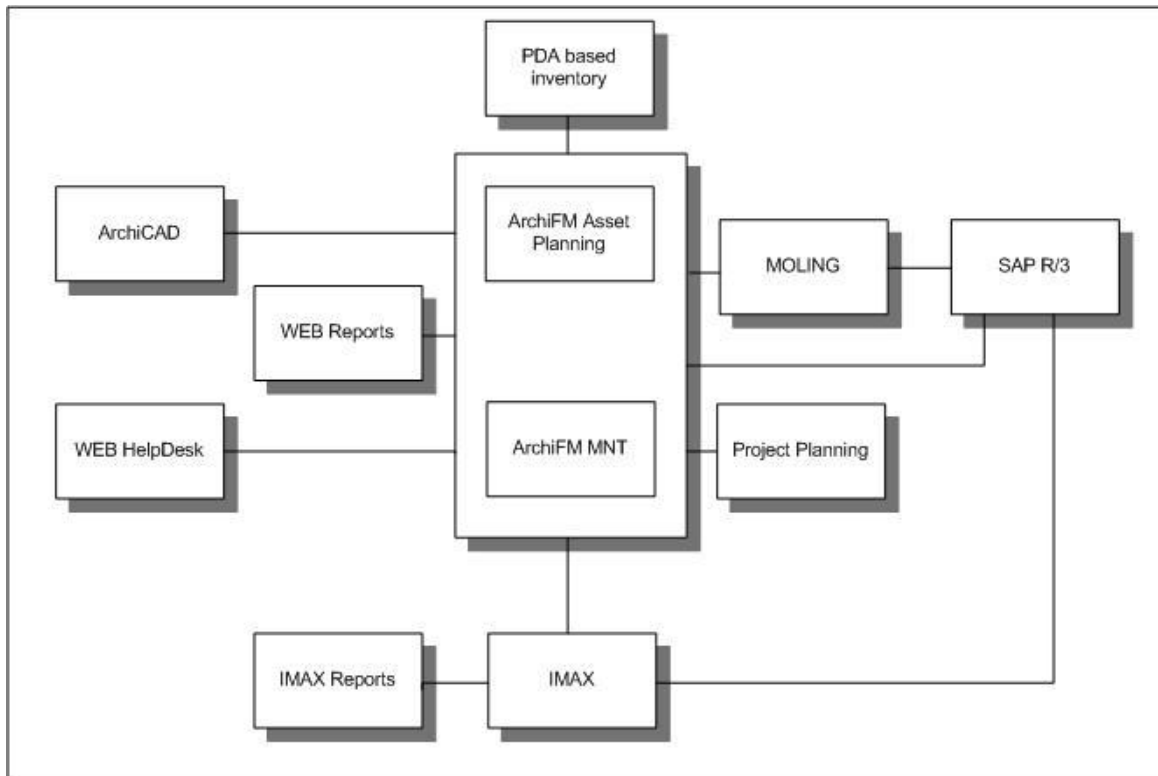 PDA based
inventory
ArchiCAD
ArchiFM Asset
Planning
MOLING
SAP R/3
WEB Reports
WEB HelpDesk
ArchiFM MNT
Project Planning
IMAX Reports
IMAX